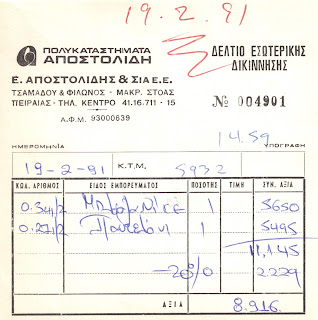 19.2.91
ΠΟΛΥΚΑΤΑΣΤΗΜΑΤΑ
ΑΠΟΣΤΟΛΙΔΗ
ΔΕΛΤΙΟ ΕΣΩΤΕΡΙΚΗΣ
ΔΙΚΙΝΝΗΣΗΣ
Ε. ΑΠΟΣΤΟΛΙΔΗΣ & ΣΙΑ Ε.Ε.
ΤΣΑΜΑΔΟΥ & ΦΙΛΩΝΟΣ - ΜΑΚΡ. ΣΤΟΑΣ
ΠΕΙΡΑΙΑΣ - ΤΗΛ. ΚΕΝΤΡΟ 41.16.711 - 15
№ 004901
Α.Φ.Μ. 93000639
14.59
ΗΜΕΡΟΜΗΝΙΑ ΥΠΟΓΡΑΦΗ
19-2-91 Κ.Τ.Μ. 5932
ΚΩΔ. ΑΡΙΘΜΟΣ ΕΙΔΟΣ ΕΜΠΟΡΕΥΜΑΤΟΣ ΠΟΣΟΤΗΣ ΤΙΜΗ ΣΥΝ. ΑΞΙΑ
1 5650
1 5495
11,145
-20% 2229
ΑΞΙΑ 8.916